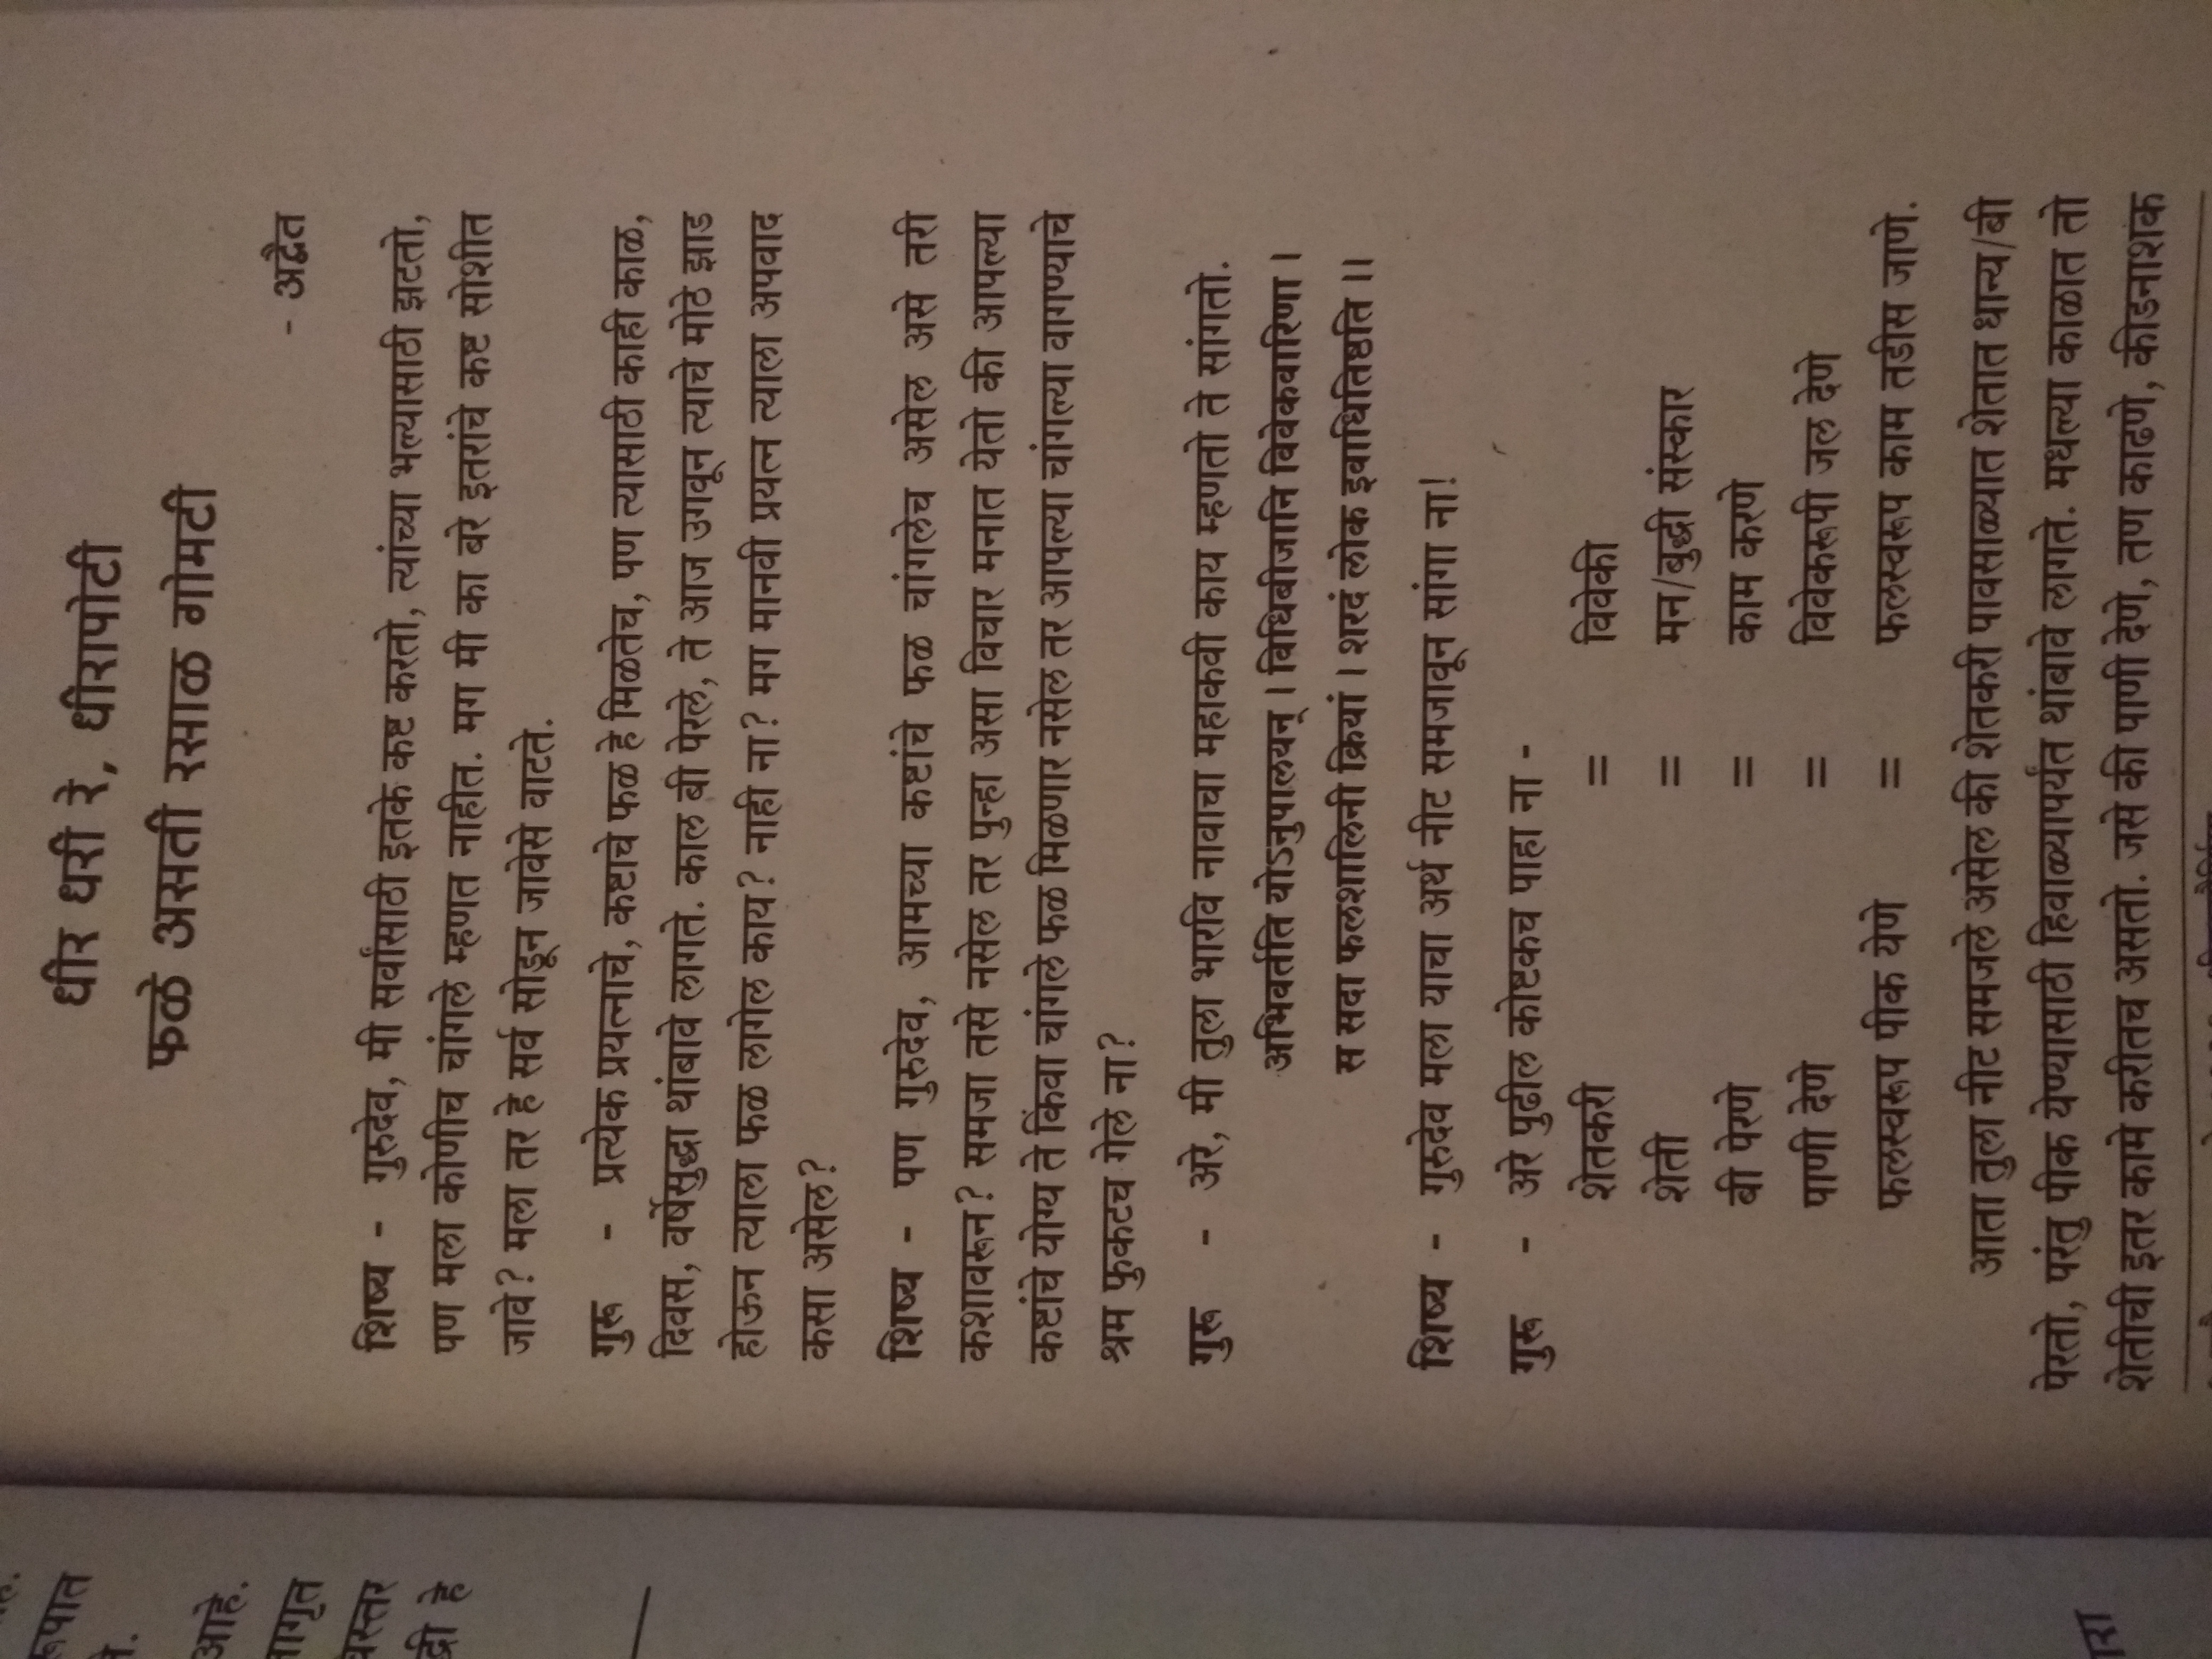 धीर धरी रे, धीरापोटी
फळे असती रसाळ गोमटी
- अद्वैत
शिष्य - गुरुदेव, मी सर्वांसाठी इतके कष्ट करतो, त्यांच्या भल्यासाठी झटतो,
पण मला कोणीच चांगले म्हणत नाहीत. मग मी का बरे इतरांचे कष्ट सोशीत
जावे? मला तर हे सर्व सोडून जावेसे वाटते.
गुरू - प्रत्येक प्रयत्नाचे, कष्टाचे फळ हे मिळतेच, पण त्यासाठी काही काळ,
दिवस, वर्षेसुद्धा थांबावे लागते. काल बी पेरले, ते आज उगवून त्याचे मोठे झाड
होऊन त्याला फळ लागेल काय? नाही ना? मग मानवी प्रयत्न त्याला अपवाद
कसा असेल?
शिष्य - पण गुरुदेव, आमच्या कष्टांचे फळ चांगलेच असेल असे तरी
कशावरून? समजा तसे नसेल तर पुन्हा असा विचार मनात येतो की आपल्या
कष्टांचे योग्य ते किंवा चांगले फळ मिळणार नसेल तर आपल्या चांगल्या वागण्याचे
श्रम फुकटच गेले ना?
गुरू - अरे, मी तुला भारवि नावाचा महाकवी काय म्हणतो ते सांगतो.
अभिवर्तति योऽनुपालयन् । विधिबीजानि विवेकवारिणा ।
स सदा फलशालिनी क्रियां । शरदं लोक इवाधितिष्ठति ।।
शिष्य - गुरुदेव मला याचा अर्थ नीट समजावून सांगा ना!
गुरू - अरे पुढील कोष्टकच पाहा ना -
शेतकरी = विवेकी
शेती = मन/बुद्धी संस्कार
बी पेरणे = काम करणे
पाणी देणे = विवेकरूपी जल देणे
फलस्वरूप पीक येणे = फलस्वरूप काम तडीस जाणे.
आता तुला नीट समजले असेल की शेतकरी पावसाळ्यात शेतात धान्य/बी
पेरतो, परंतु पीक येण्यासाठी हिवाळ्यापर्यंत थांबावे लागते. मधल्या काळात तो
शेतीची इतर कामे करीतच असतो. जसे की पाणी देणे, तण काढणे, कीडनाशक